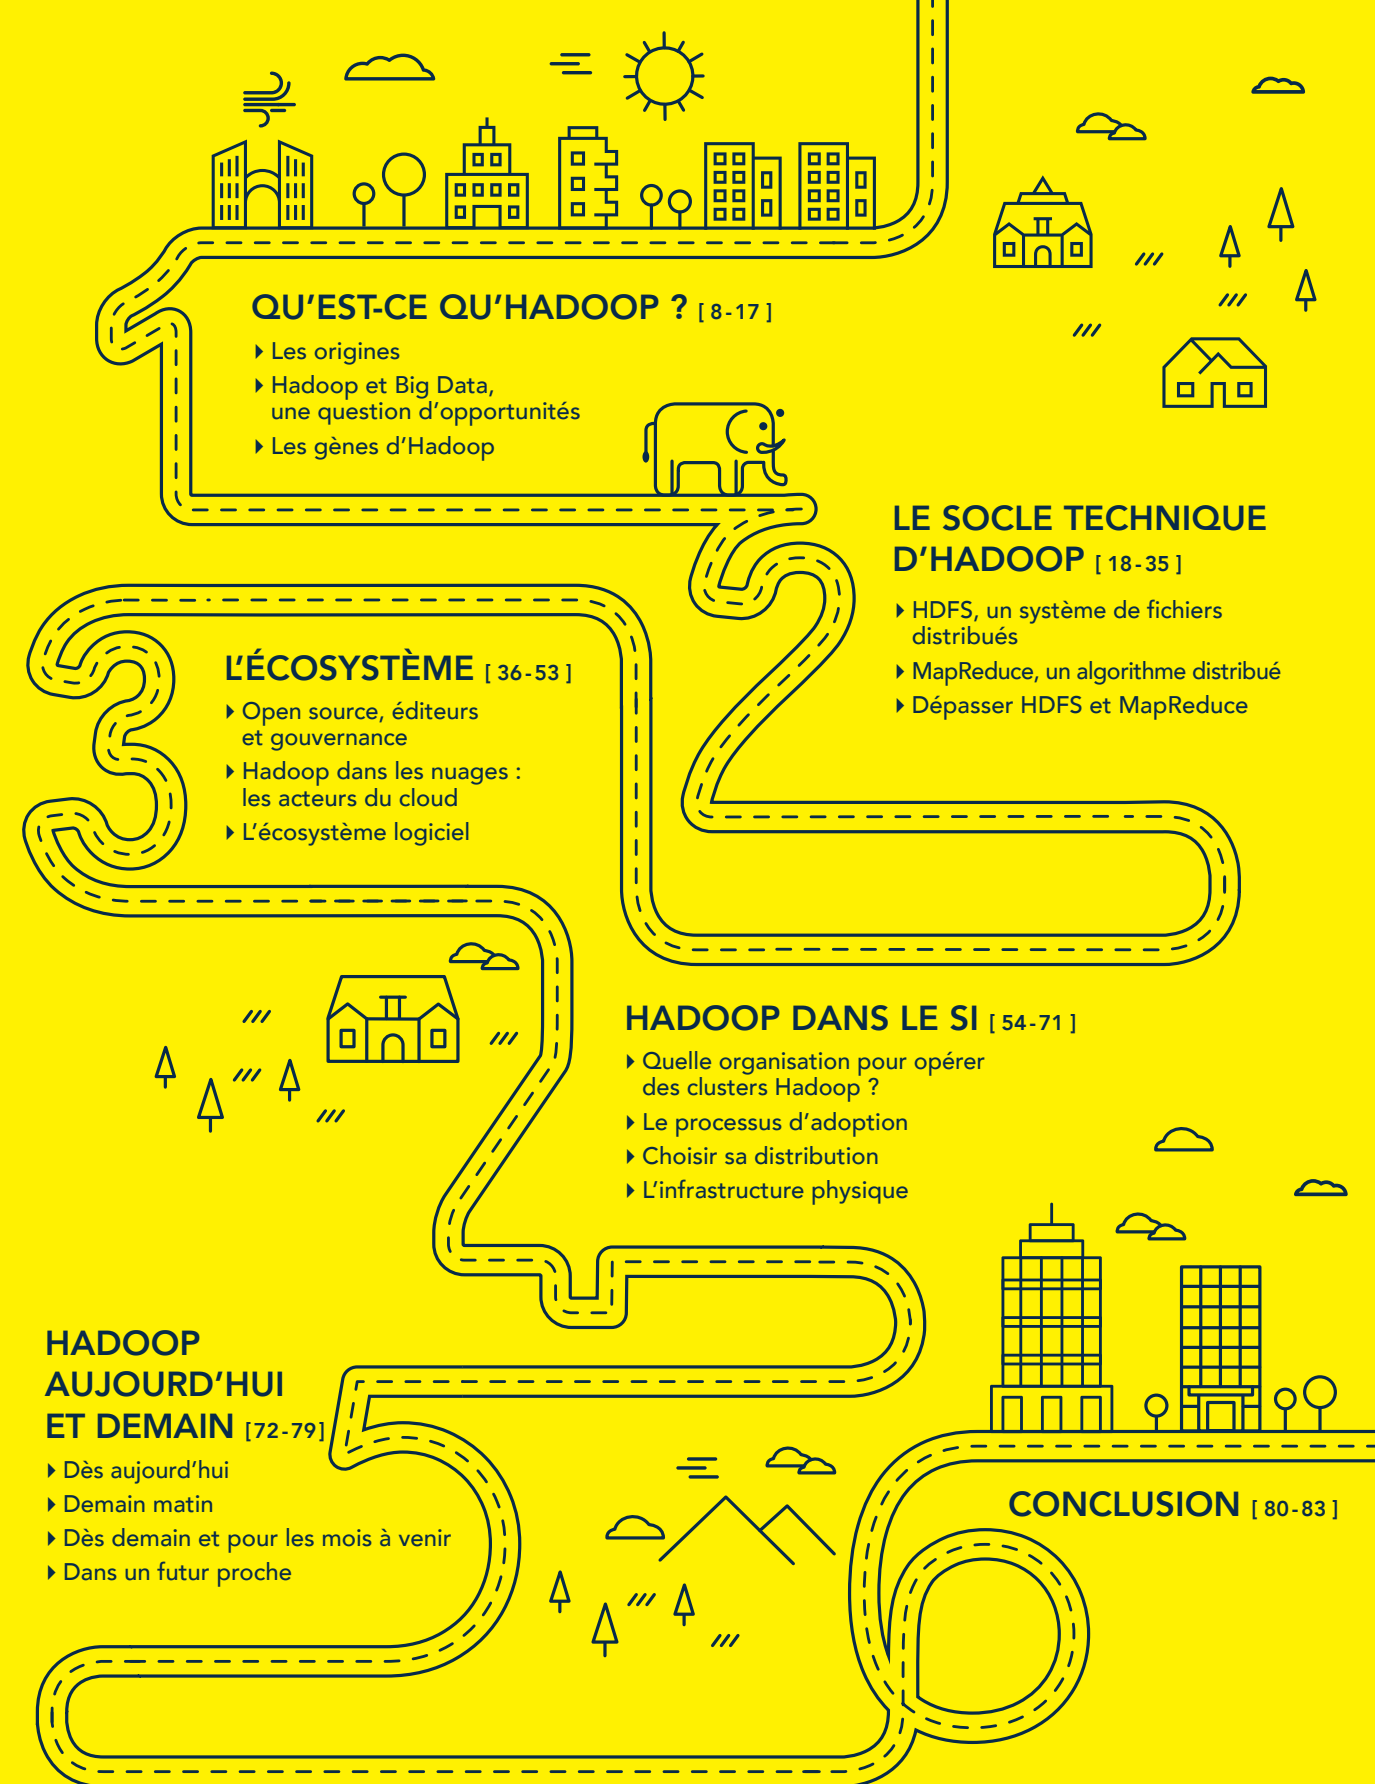 QU'EST-CE QU'HADOOP ? [ 8-17 ]
Les origines
Hadoop et Big Data,
une question d'opportunités
Les gènes d'Hadoop
LE SOCLE TECHNIQUE
D'HADOOP [ 18-35 ]
HDFS, un système de fichiers
distribués
MapReduce, un algorithme distribué
Dépasser HDFS et MapReduce
L'ÉCOSYSTÈME [ 36-53 ]
Open source, éditeurs
et gouvernance
Hadoop dans les nuages :
les acteurs du cloud
L'écosystème logiciel
HADOOP DANS LE SI [ 54-71 ]
Quelle organisation pour opérer
des clusters Hadoop ?
Le processus d'adoption
Choisir sa distribution
L'infrastructure physique
HADOOP
AUJOURD'HUI
ET DEMAIN [72-79]
Dès aujourd'hui
Demain matin
Dès demain et pour les mois à venir
Dans un futur proche
CONCLUSION [ 80-83 ]